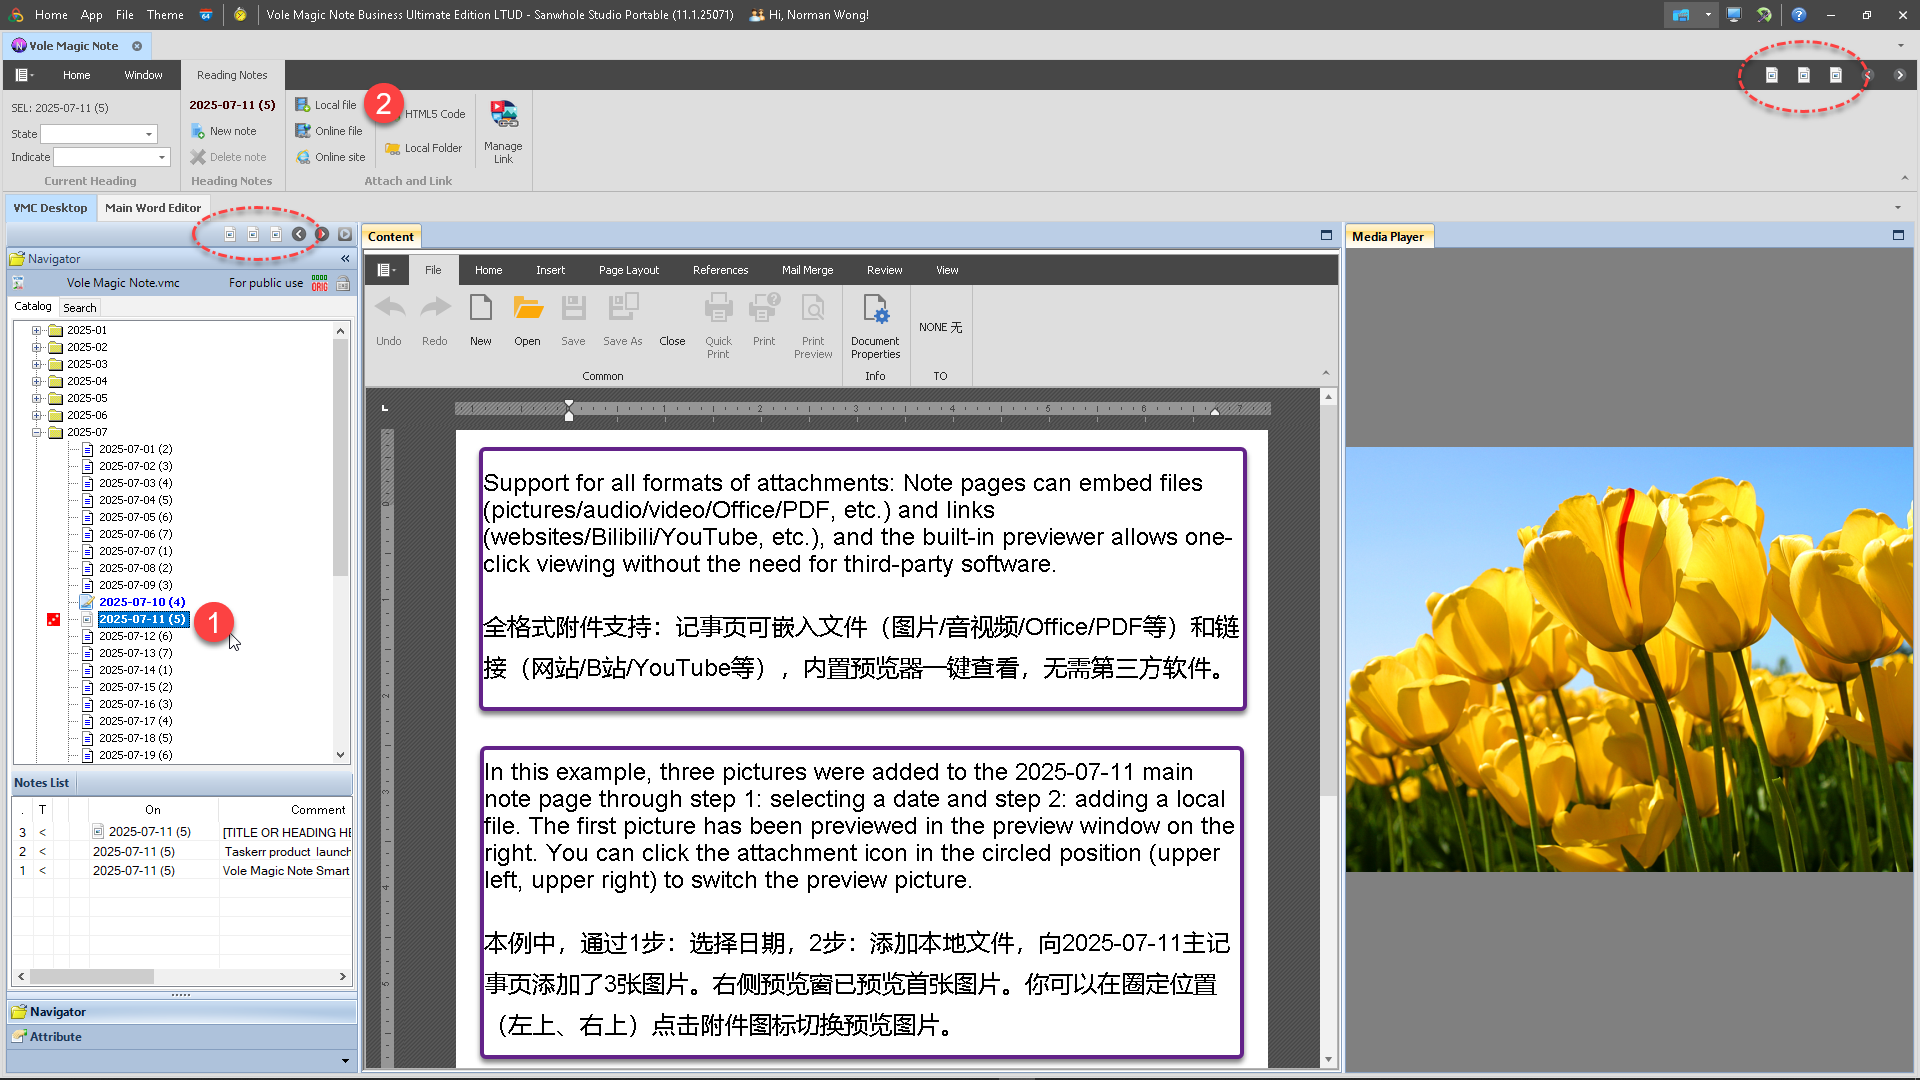 Home App File Theme Vole Magic Note Business Ultimate Edition LTUD - Sanwhole Studio Portable (11.1.25071) Hi, Norman Wong!
Vole Magic Note
Home Window Reading Notes
SEL: 2025-07-11 (5)
State
Indicate
Current Heading
2025-07-11 (5)
New note
Delete note
Heading Notes
Local file
Online file
Online site
2
HTML5 Code
Local Folder
Attach and Link
Manage
Link
VMC Desktop Main Word Editor
Navigator
Vole Magic Note.vmc For public use ORIG
Catalog Search
2025-01
2025-02
2025-03
2025-04
2025-05
2025-06
2025-07
2025-07-01 (2)
2025-07-02 (3)
2025-07-03 (4)
2025-07-04 (5)
2025-07-05 (6)
2025-07-06 (7)
2025-07-07 (1)
2025-07-08 (2)
2025-07-09 (3)
2025-07-10 (4)
2025-07-11 (5)
1
2025-07-12 (6)
2025-07-13 (7)
2025-07-14 (1)
2025-07-15 (2)
2025-07-16 (3)
2025-07-17 (4)
2025-07-18 (5)
2025-07-19 (6)
Notes List
. T On Comment
3 < 2025-07-11 (5) [TITLE OR HEADING HE
2 < 2025-07-11 (5) Taskerr product launch
1 < 2025-07-11 (5) Vole Magic Note Smart
Navigator
Attribute
Content
File Home Insert Page Layout References Mail Merge Review View
Undo Redo New Open Save Save As Close Quick Print Print Print Preview
Common
Document Properties
Info
NONE 无
TO
1 1 2 3 4 5 6 7
Support for all formats of attachments: Note pages can embed files
(pictures/audio/video/Office/PDF, etc.) and links
(websites/Bilibili/YouTube, etc.), and the built-in previewer allows one-
click viewing without the need for third-party software.
全格式附件支持：记事页可嵌入文件（图片/音视频/Office/PDF等）和链
接（网站/B站/YouTube等），内置预览器一键查看，无需第三方软件。
In this example, three pictures were added to the 2025-07-11 main
note page through step 1: selecting a date and step 2: adding a local
file. The first picture has been previewed in the preview window on the
right. You can click the attachment icon in the circled position (upper
left, upper right) to switch the preview picture.
本例中，通过1步：选择日期，2步：添加本地文件，向2025-07-11主记
事页添加了3张图片。右侧预览窗已预览首张图片。你可以在圈定位置
（左上、右上）点击附件图标切换预览图片。
Media Player